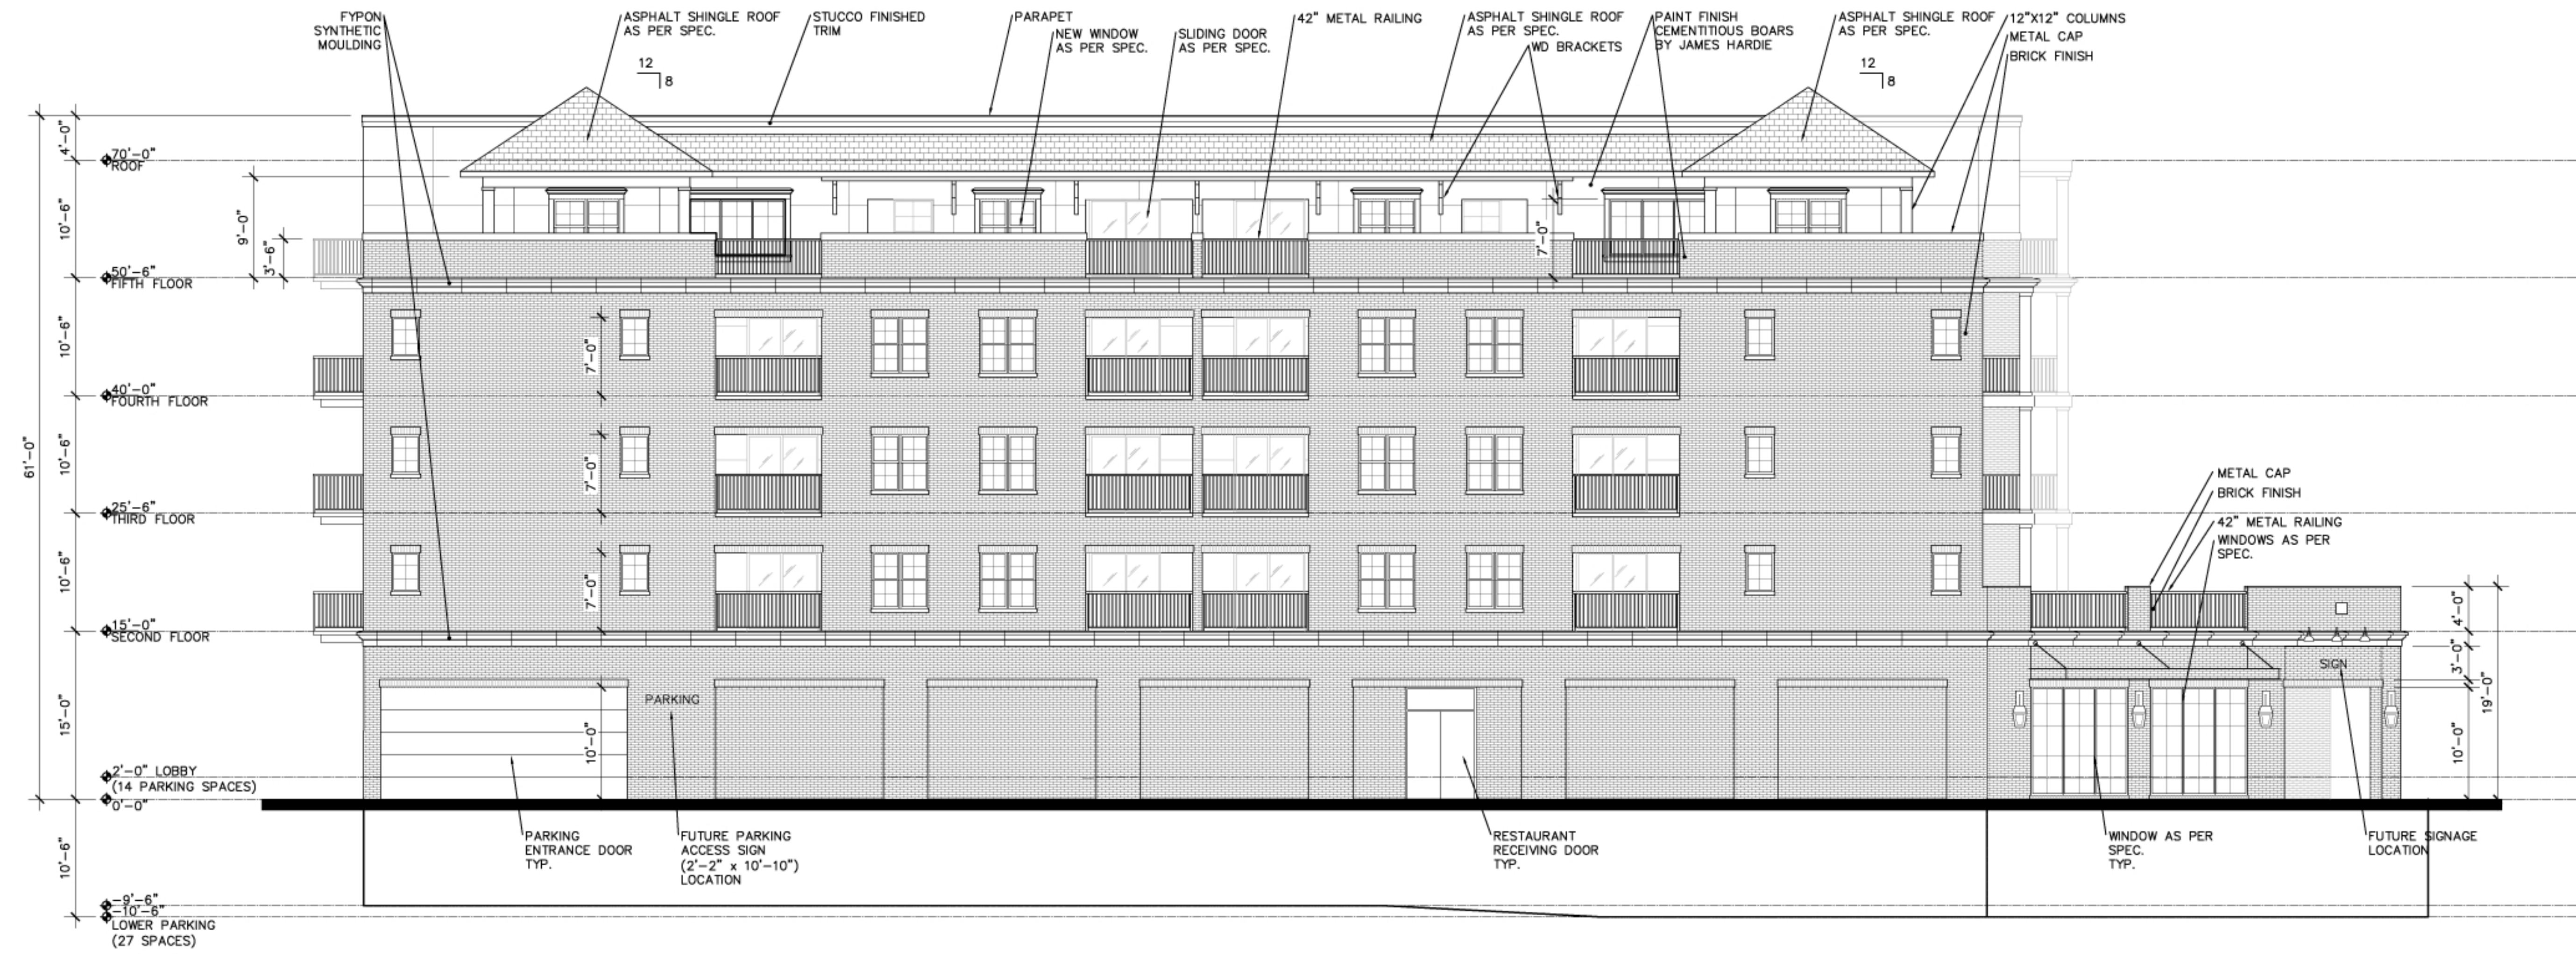 FYPON
SYNTHETIC
MOULDING
ASPHALT SHINGLE ROOF
AS PER SPEC.
STUCCO FINISHED
TRIM
PARAPET
NEW WINDOW
AS PER SPEC.
SLIDING DOOR
AS PER SPEC.
42" METAL RAILING
ASPHALT SHINGLE ROOF
AS PER SPEC.
WD BRACKETS
PAINT FINISH
CEMENTITIOUS BOARS
BY JAMES HARDIE
ASPHALT SHINGLE ROOF
AS PER SPEC.
12"X12" COLUMNS
METAL CAP
BRICK FINISH
12
8
12
8
4'-0"
70'-0"
ROOF
10'-6"
9'-0"
3'-6"
7'-0"
50'-6"
FIFTH FLOOR
10'-6"
7'-0"
40'-0"
FOURTH FLOOR
61'-0"
10'-6"
7'-0"
25'-6"
THIRD FLOOR
10'-6"
7'-0"
15'-0"
SECOND FLOOR
METAL CAP
BRICK FINISH
42" METAL RAILING
WINDOWS AS PER
SPEC.
4'-0"
3'-0"
19'-0"
10'-0"
SIGN
PARKING
15'-0"
10'-0"
2'-0" LOBBY
(14 PARKING SPACES)
0'-0"
PARKING
ENTRANCE DOOR
TYP.
FUTURE PARKING
ACCESS SIGN
(2'-2" x 10'-10")
LOCATION
RESTAURANT
RECEIVING DOOR
TYP.
WINDOW AS PER
SPEC.
TYP.
FUTURE SIGNAGE
LOCATION
10'-6"
-9'-6"
-10'-6"
LOWER PARKING
(27 SPACES)